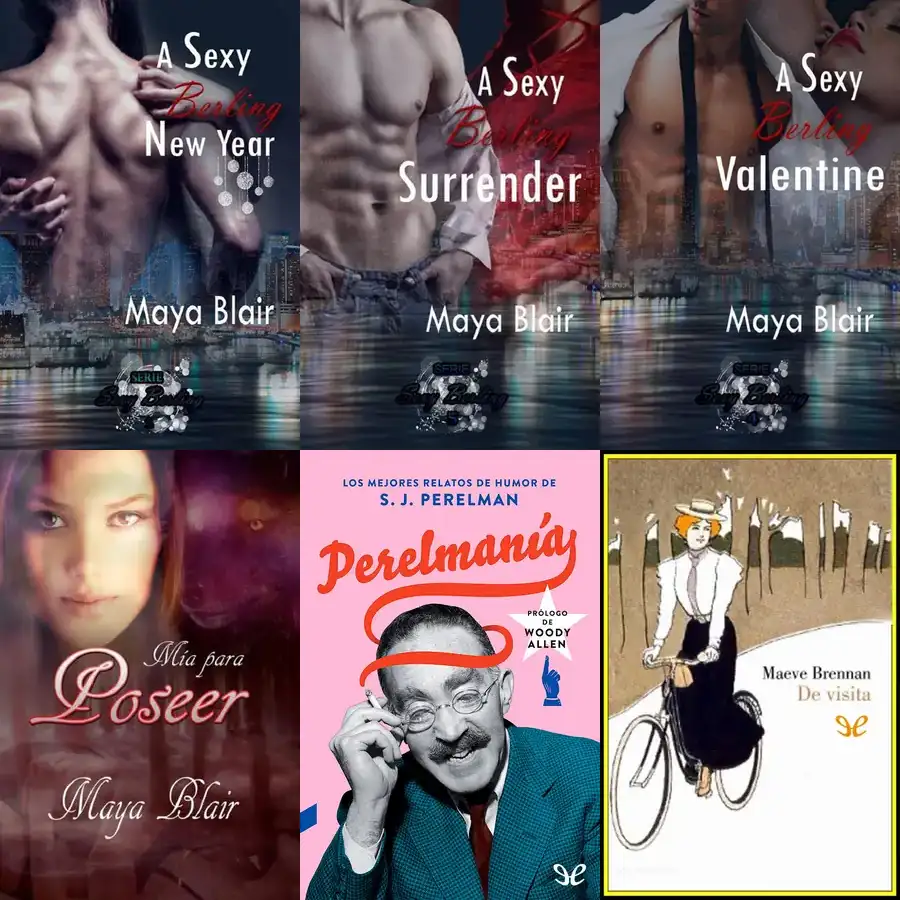 A Sexy
Berling
New Year
Maya Blair
SERIE
Sexy Berling
A Sexy
Berling
Surrender
Maya Blair
SERIE
Sexy Berling
A Sexy
Berling
Valentine
Maya Blair
SERIE
Sexy Berling
Mía para
Poseer
Maya Blair
LOS MEJORES RELATOS DE HUMOR DE
S. J. PERELMAN
Perelmanía
PRÓLOGO
DE
WOODY
ALLEN
Maeve Brennan
De visita